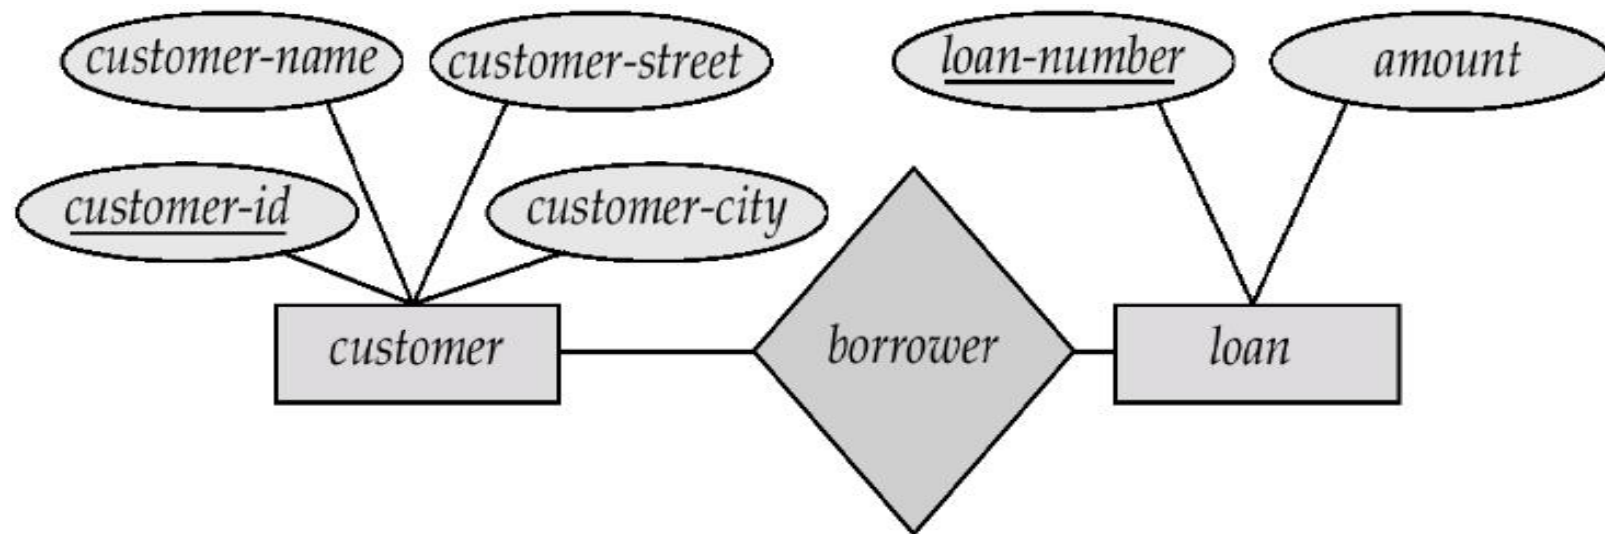 customer-name
customer-street
loan-number
amount
customer-id
customer-city
customer
borrower
loan